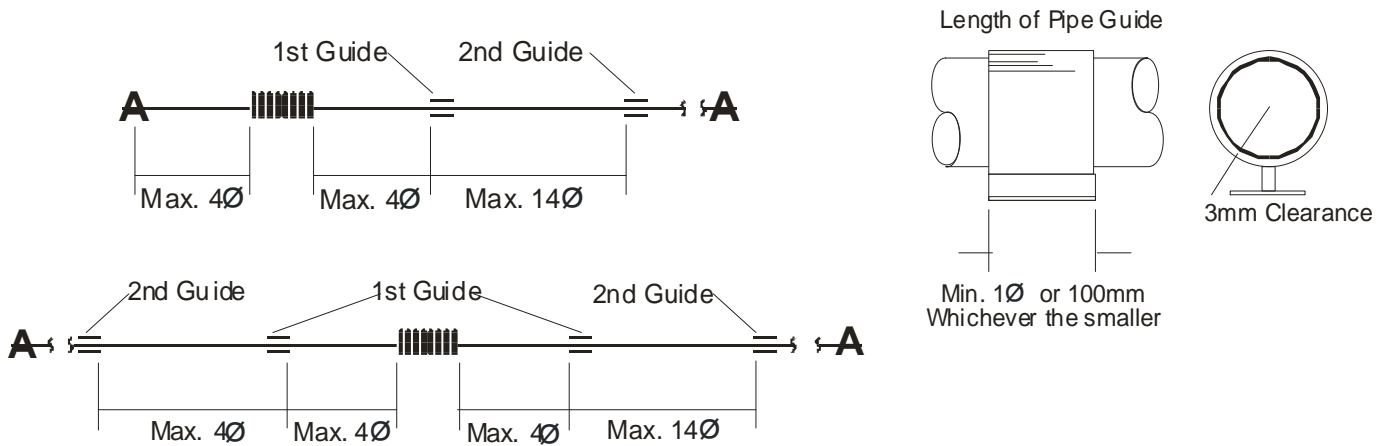 1st Guide
2nd Guide
A
A
Max. 4Ø
Max. 4Ø
Max. 14Ø
Length of Pipe Guide
3mm Clearance
Min. 1Ø or 100mm
Whichever the smaller
2nd Guide
1st Guide
2nd Guide
A
A
Max. 4Ø
Max. 4Ø
Max. 4Ø
Max. 14Ø